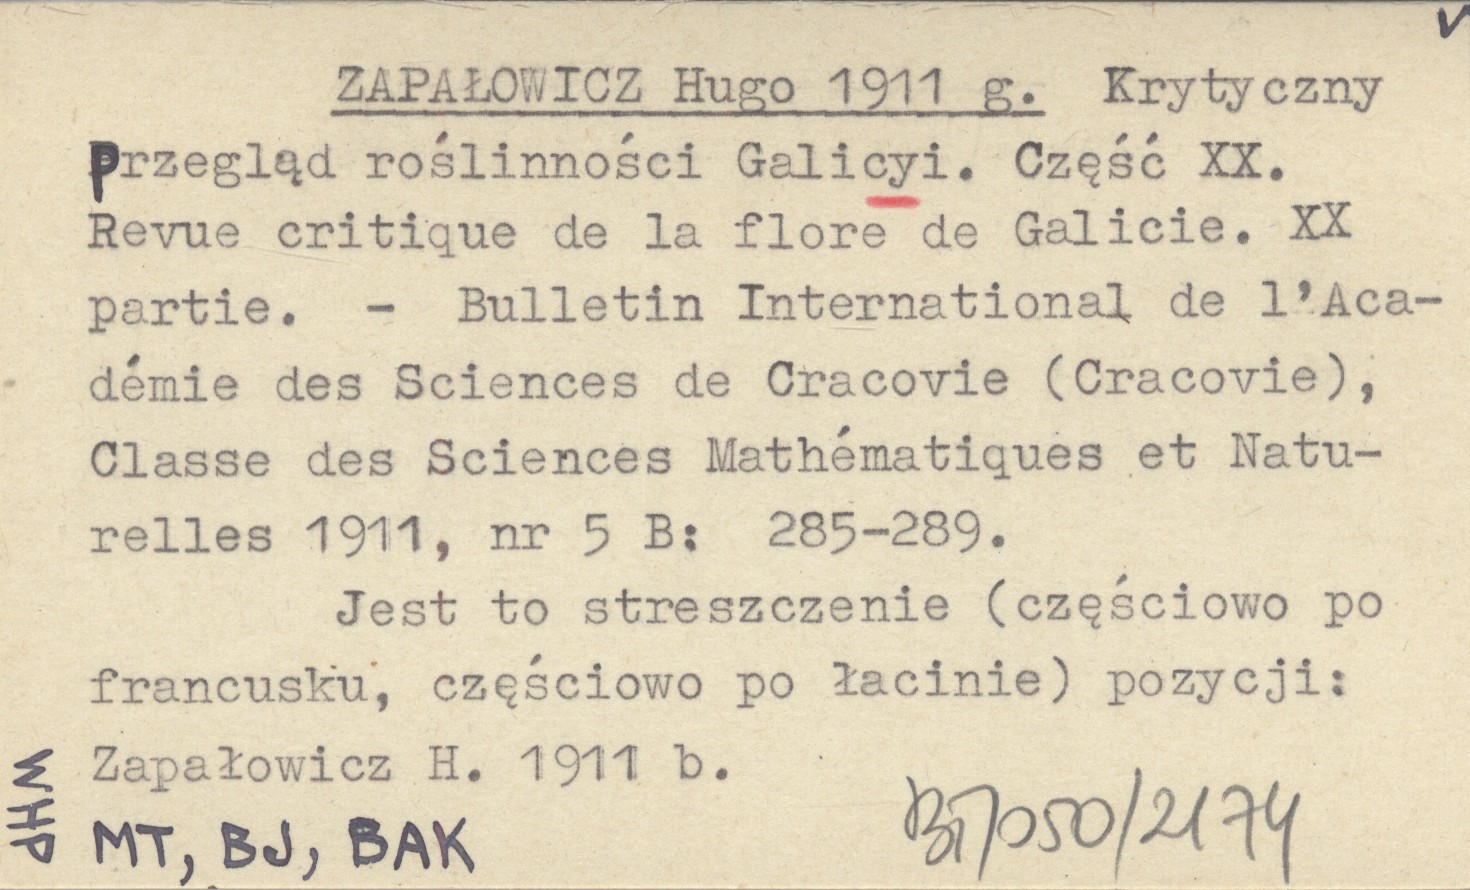 ZAPAŁOWICZ Hugo 1911 g. Krytyczny
Przegląd roślinności Galicyi. Część XX.
Revue critique de la flore de Galicie. XX
partie. - Bulletin International de l'Aca-
démie des Sciences de Cracovie (Cracovie),
Classe des Sciences Mathématiques et Natu-
relles 1911, nr 5 B: 285-289.
Jest to streszczenie (częściowo po
francusku, częściowo po łacinie) pozycji:
Zapałowicz H. 1911 b.
MT, BJ, BAK